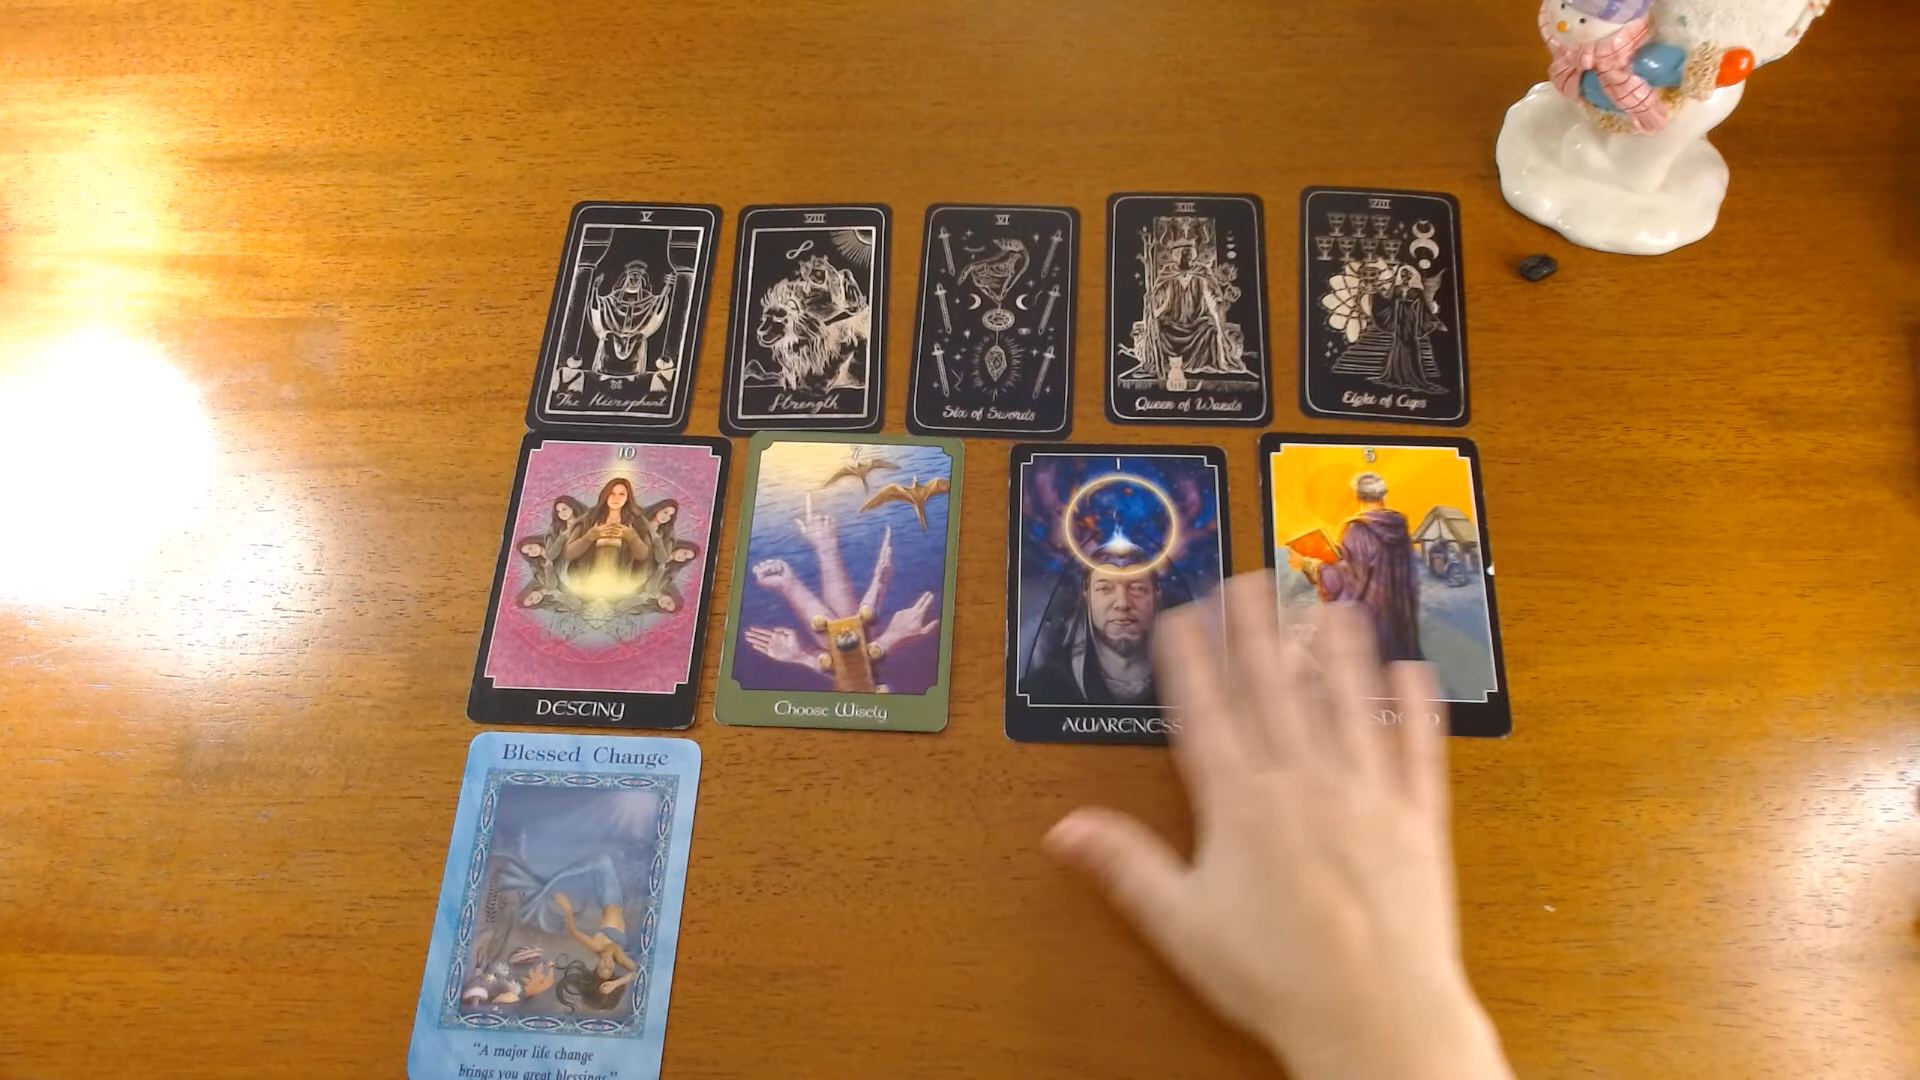 V
VIII
VI
XIII
VIII
The Hierophant
Strength
Six of Swords
Queen of Wands
Eight of Cups
10
7
1
5
DESTINY
Choose Wisely
AWARENESS
Blessed Change
"A major life change
brings you great blessings."